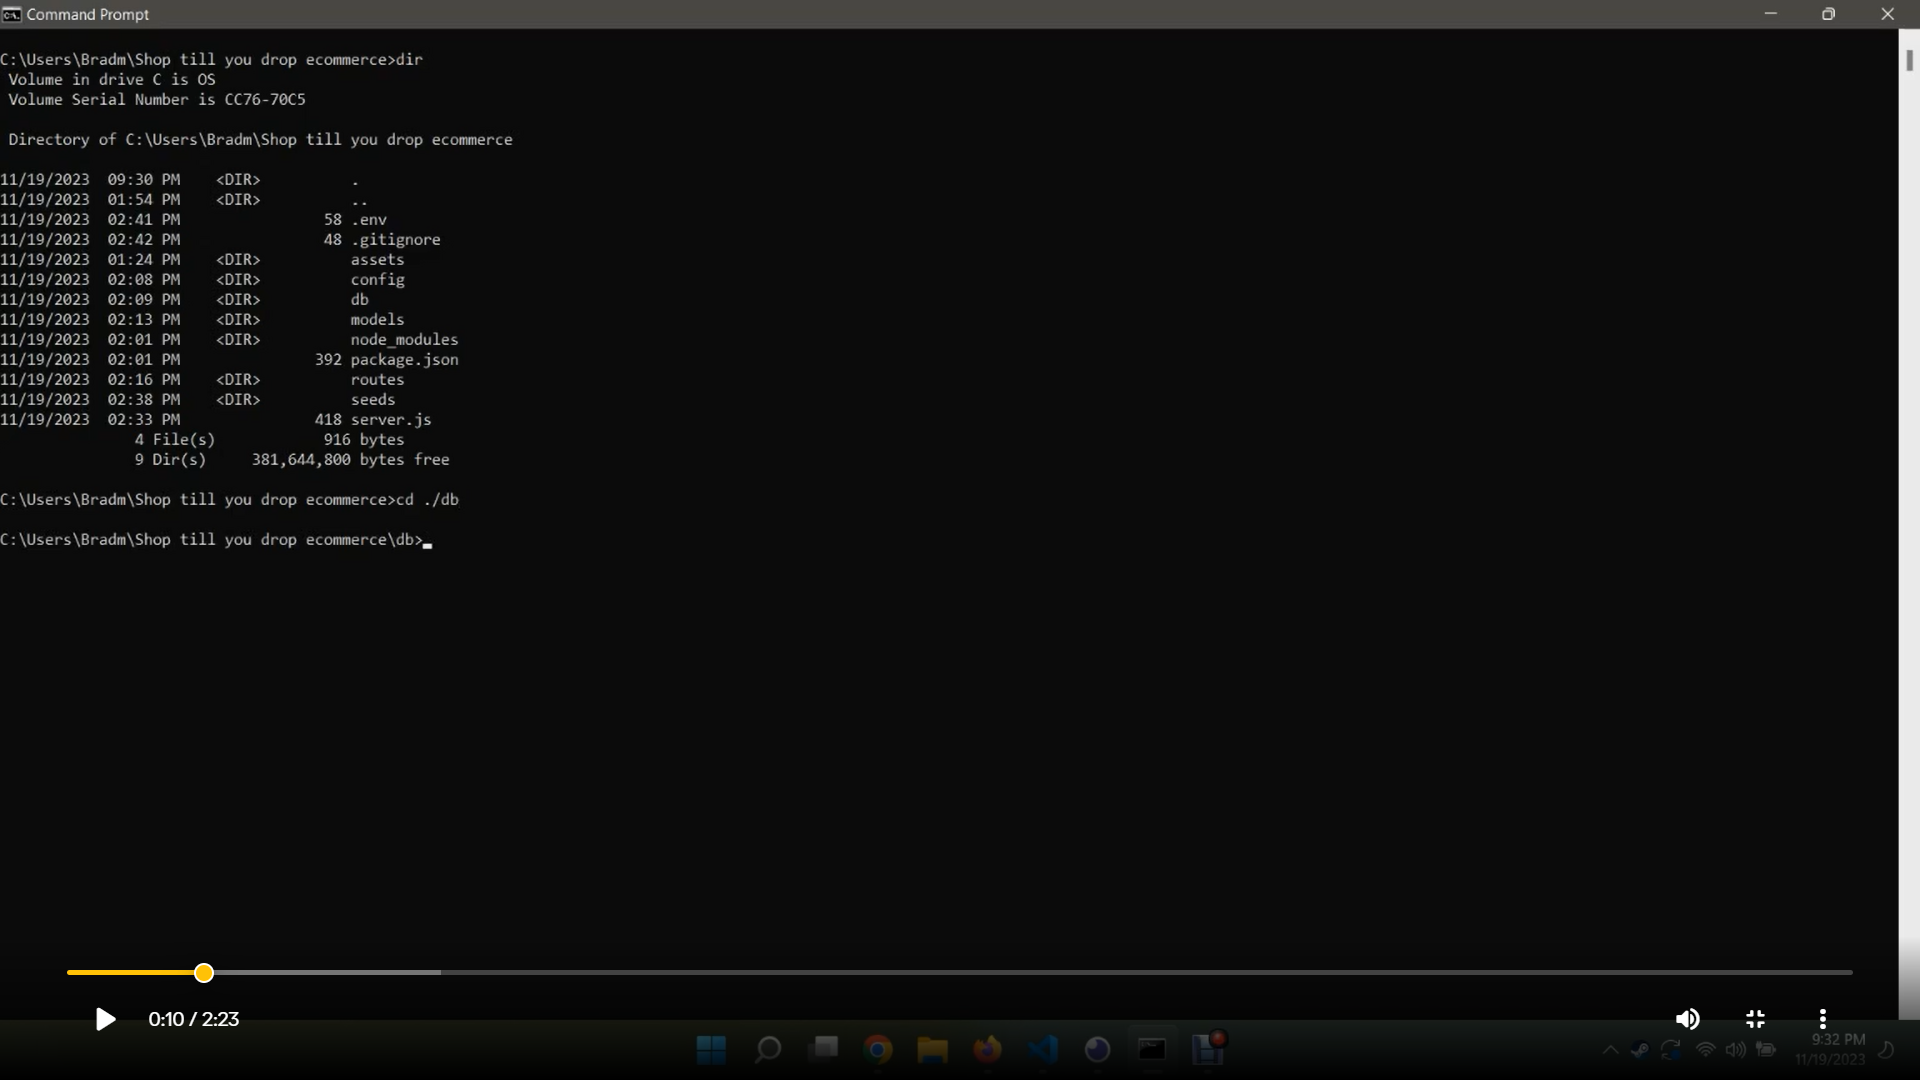 Command Prompt
C:\Users\Bradm\Shop till you drop ecommerce>dir
 Volume in drive C is OS
 Volume Serial Number is CC76-70C5
 Directory of C:\Users\Bradm\Shop till you drop ecommerce
11/19/2023  09:30 PM    <DIR>          .
11/19/2023  01:54 PM    <DIR>          ..
11/19/2023  02:41 PM                58 .env
11/19/2023  02:42 PM                48 .gitignore
11/19/2023  01:24 PM    <DIR>          assets
11/19/2023  02:08 PM    <DIR>          config
11/19/2023  02:09 PM    <DIR>          db
11/19/2023  02:13 PM    <DIR>          models
11/19/2023  02:01 PM    <DIR>          node_modules
11/19/2023  02:01 PM               392 package.json
11/19/2023  02:16 PM    <DIR>          routes
11/19/2023  02:38 PM    <DIR>          seeds
11/19/2023  02:33 PM               418 server.js
               4 File(s)            916 bytes
               9 Dir(s)     381,644,800 bytes free
C:\Users\Bradm\Shop till you drop ecommerce>cd ./db
C:\Users\Bradm\Shop till you drop ecommerce\db>
0:10 / 2:23
9:32 PM
11/19/2023